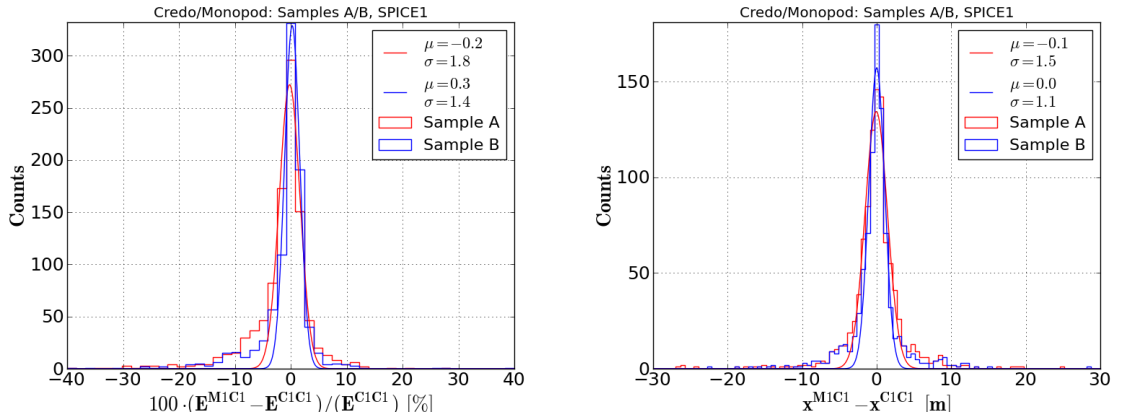 Credo/Monopod: Samples A/B, SPICE1
300
250
200
150
100
50
0
Counts
μ=−0.2
σ=1.8
μ=0.3
σ=1.4
Sample A
Sample B
−40 −30 −20 −10 0 10 20 30 40
100·(E^M1C1 −E^C1C1)/(E^C1C1) [%]
Credo/Monopod: Samples A/B, SPICE1
150
100
50
0
Counts
μ=−0.1
σ=1.5
μ=0.0
σ=1.1
Sample A
Sample B
−30 −20 −10 0 10 20 30
x^M1C1 −x^C1C1 [m]